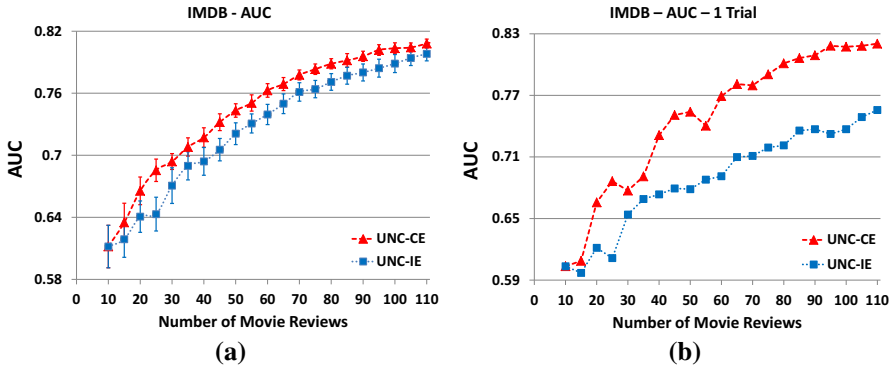 IMDB - AUC
0.82
0.76
0.7
0.64
0.58
AUC
UNC-CE
UNC-IE
0 10 20 30 40 50 60 70 80 90 100 110
Number of Movie Reviews
(a)
IMDB – AUC – 1 Trial
0.83
0.77
0.71
0.65
0.59
AUC
UNC-CE
UNC-IE
0 10 20 30 40 50 60 70 80 90 100 110
Number of Movie Reviews
(b)